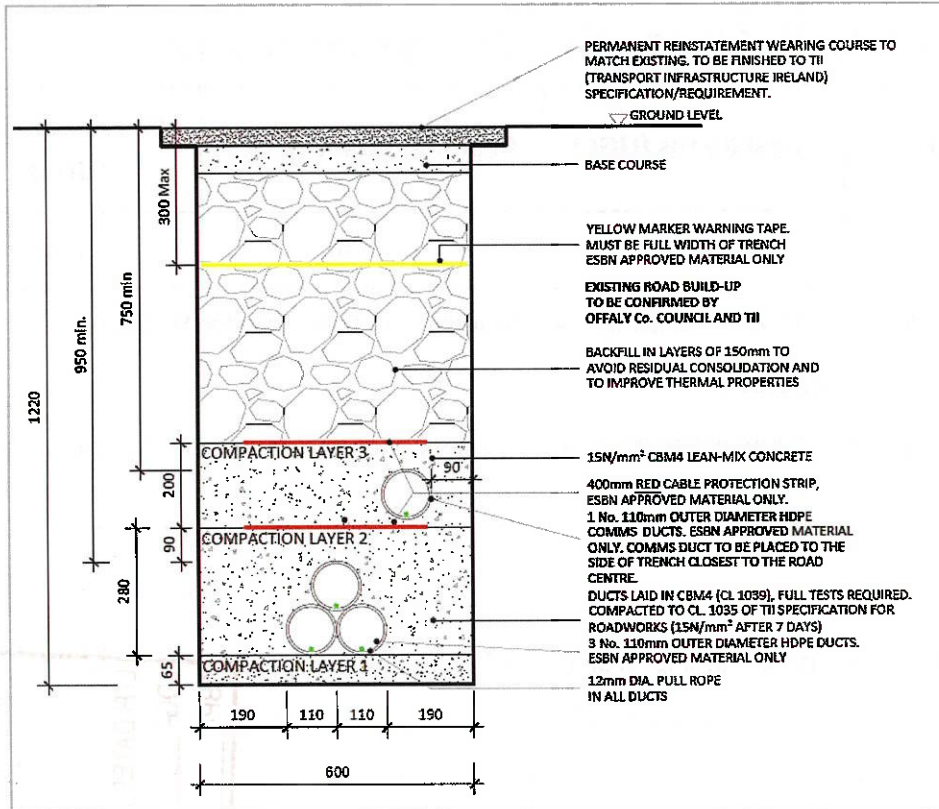 PERMANENT REINSTATEMENT WEARING COURSE TO
MATCH EXISTING. TO BE FINISHED TO TII
(TRANSPORT INFRASTRUCTURE IRELAND)
SPECIFICATION/REQUIREMENT.
GROUND LEVEL
BASE COURSE
300 Max
YELLOW MARKER WARNING TAPE.
MUST BE FULL WIDTH OF TRENCH
ESBN APPROVED MATERIAL ONLY
750 min
EXISTING ROAD BUILD-UP
TO BE CONFIRMED BY
OFFALY Co. COUNCIL AND TII
950 min.
BACKFILL IN LAYERS OF 150mm TO
AVOID RESIDUAL CONSOLIDATION AND
TO IMPROVE THERMAL PROPERTIES
1220
COMPACTION LAYER 3
90
15N/mm² CBM4 LEAN-MIX CONCRETE
200
400mm RED CABLE PROTECTION STRIP,
ESBN APPROVED MATERIAL ONLY.
1 No. 110mm OUTER DIAMETER HDPE
COMMS DUCTS. ESBN APPROVED MATERIAL
ONLY. COMMS DUCT TO BE PLACED TO THE
SIDE OF TRENCH CLOSEST TO THE ROAD
CENTRE.
COMPACTION LAYER 2
90
280
DUCTS LAID IN CBM4 (CL 1039), FULL TESTS REQUIRED.
COMPACTED TO CL. 1035 OF TII SPECIFICATION FOR
ROADWORKS (15N/mm² AFTER 7 DAYS)
3 No. 110mm OUTER DIAMETER HDPE DUCTS.
ESBN APPROVED MATERIAL ONLY
COMPACTION LAYER 1
65
12mm DIA. PULL ROPE
IN ALL DUCTS
190 110 110 190
600